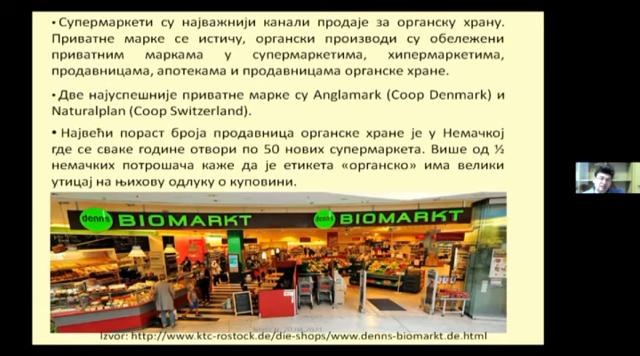 • Супермаркети су најважнији канали продаје за органску храну.
Приватне марке се истичу, органски производи су обележени
приватним маркама у супермаркетима, хипермаркетима,
продавницама, апотекама и продавницама органске хране.
• Две најуспешније приватне марке су Anglamark (Coop Denmark) и
Naturalplan (Coop Switzerland).
• Највећи пораст броја продавница органске хране је у Немачкој
где се сваке године отвори по 50 нових супермаркета. Више од ½
немачких потрошача каже да је етикета «органско» има велики
утицај на њихову одлуку о куповини.
denn's BIOMARKT denn's BIOMARKT
Izvor: http://www.ktc-rostock.de/die-shops/www.denns-biomarkt.de.html